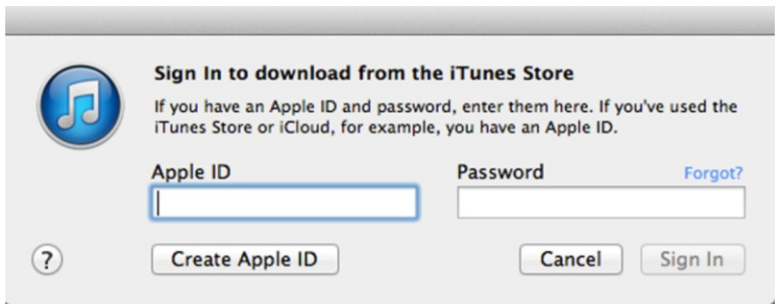 Sign In to download from the iTunes Store
If you have an Apple ID and password, enter them here. If you've used the
iTunes Store or iCloud, for example, you have an Apple ID.
Apple ID
Password
Forgot?
?
Create Apple ID
Cancel
Sign In